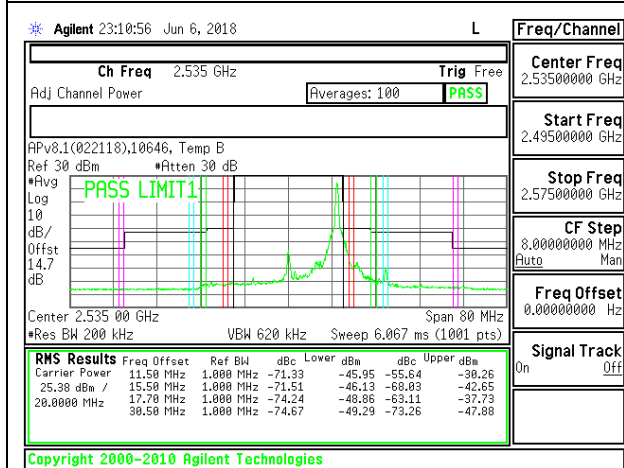 Agilent 23:10:56 Jun 6, 2018 L
Freq/Channel
Ch Freq 2.535 GHz Trig Free
Adj Channel Power Averages: 100 PASS
APv8.1(022118),10646, Temp B
Ref 30 dBm #Atten 30 dB
#Avg
Log
10
dB/
Offst
14.7
dB
PASS LIMIT1
Center 2.535 00 GHz Span 80 MHz
#Res BW 200 kHz VBW 620 kHz Sweep 6.067 ms (1001 pts)
RMS Results Freq Offset Ref BW dBc Lower dBm dBc Upper dBm
Carrier Power 11.50 MHz 1.000 MHz -71.33 -45.95 -55.64 -30.26
25.38 dBm / 15.50 MHz 1.000 MHz -71.51 -46.13 -68.03 -42.65
20.0000 MHz 17.70 MHz 1.000 MHz -74.24 -48.86 -63.11 -37.73
30.50 MHz 1.000 MHz -74.67 -49.29 -73.26 -47.88
Center Freq
2.53500000 GHz
Start Freq
2.49500000 GHz
Stop Freq
2.57500000 GHz
CF Step
8.00000000 MHz
Auto Man
Freq Offset
0.00000000 Hz
Signal Track
On Off
Copyright 2000-2010 Agilent Technologies